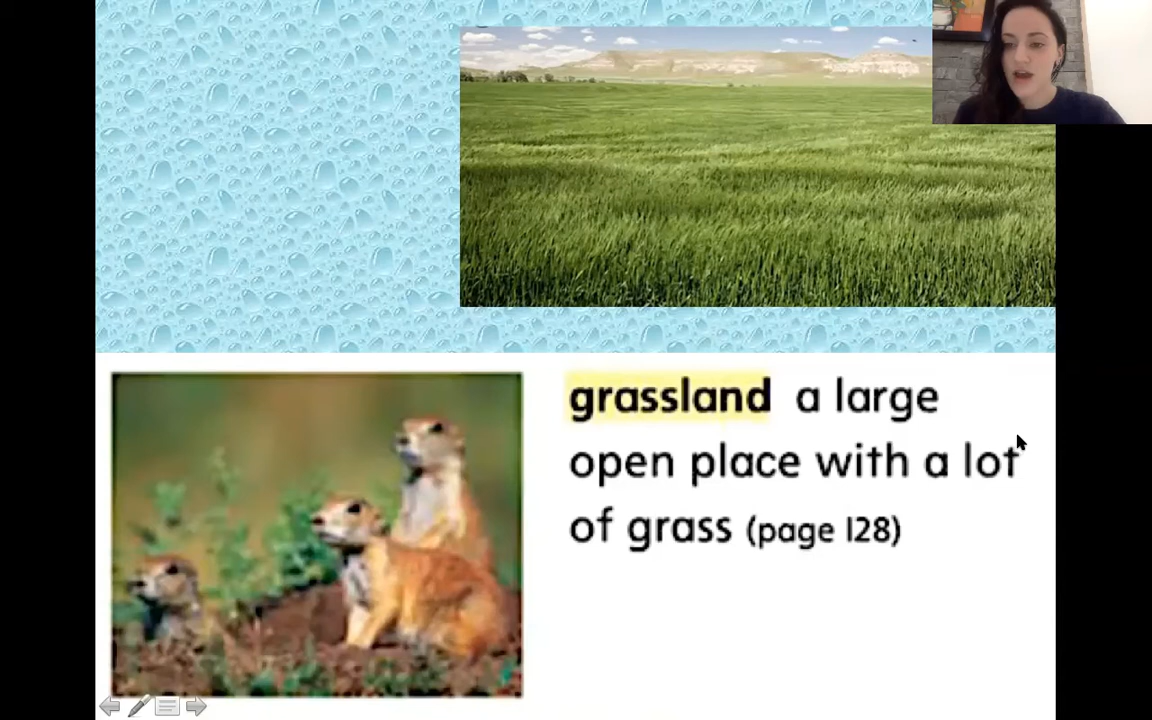 grassland a large
open place with a lot
of grass (page 128)